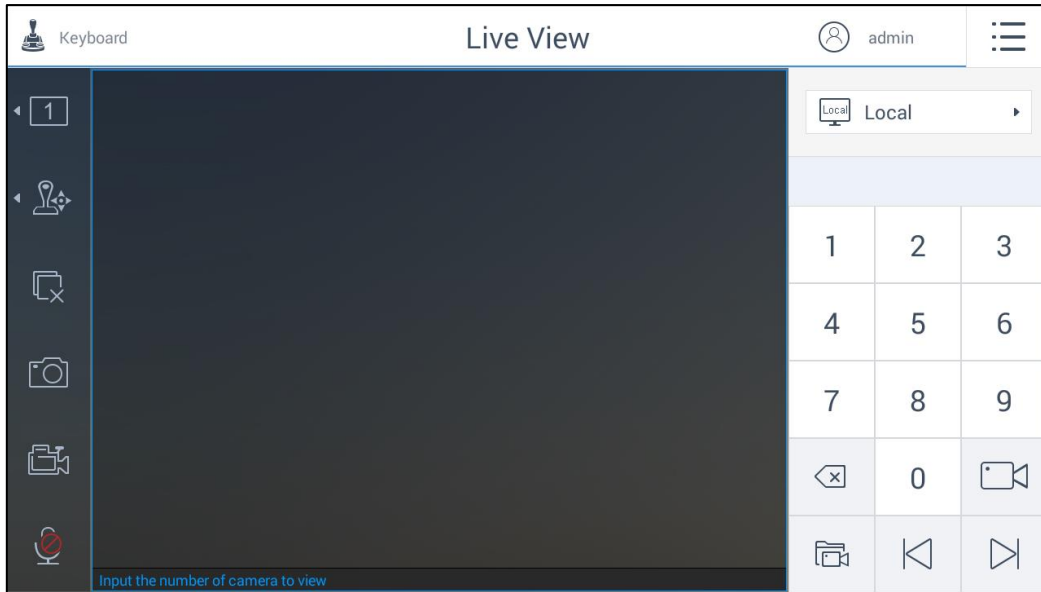 Keyboard
Live View
admin
1
Local Local
1 2 3
4 5 6
7 8 9
0
Input the number of camera to view